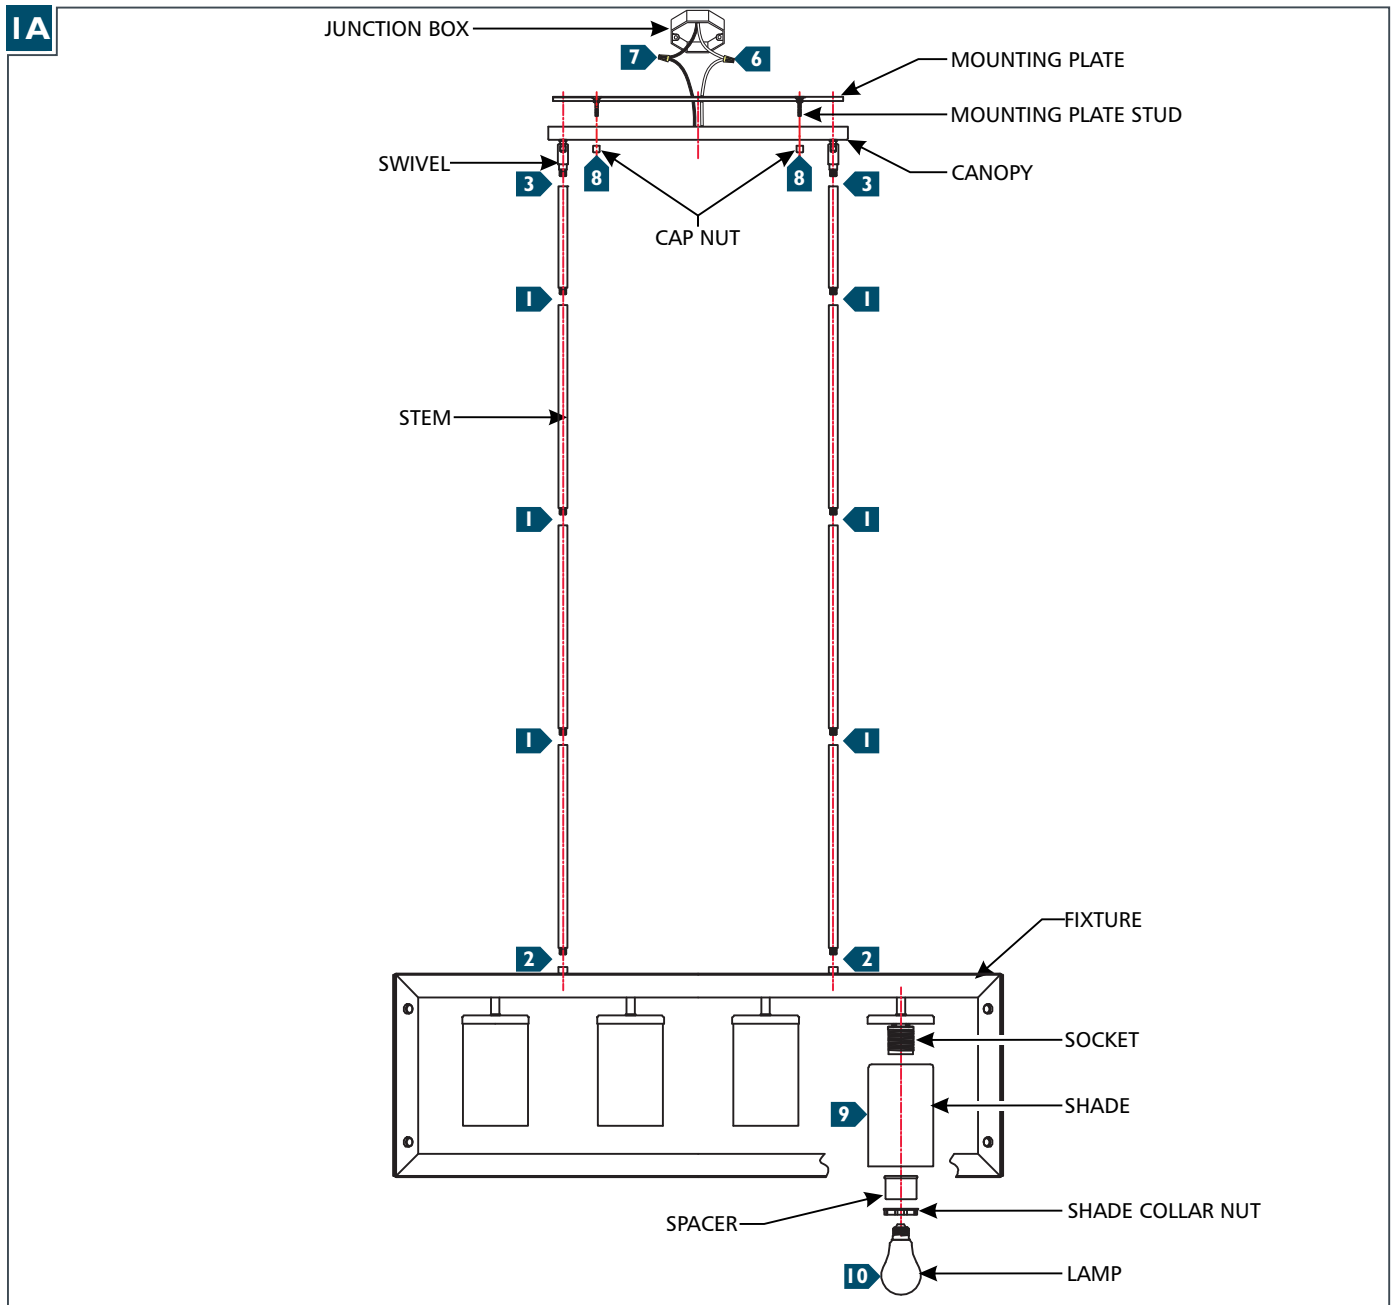 1A
JUNCTION BOX
7
6
MOUNTING PLATE
MOUNTING PLATE STUD
SWIVEL
CANOPY
3
8
8
3
CAP NUT
1
1
STEM
1
1
1
1
FIXTURE
2
2
SOCKET
SHADE
9
SPACER
SHADE COLLAR NUT
10
LAMP